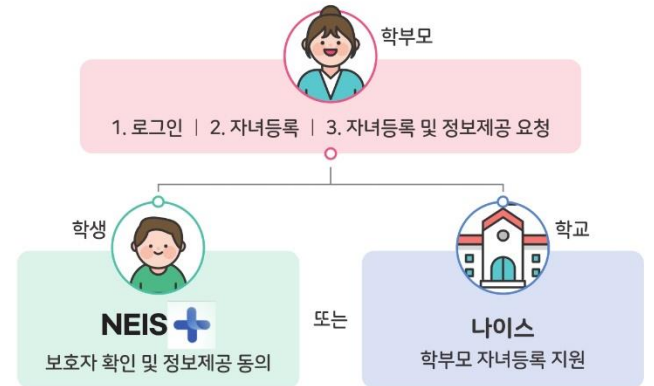 학부모
1. 로그인 | 2. 자녀등록 | 3. 자녀등록 및 정보제공 요청
학생
NEIS +
보호자 확인 및 정보제공 동의
또는
학교
나이스
학부모 자녀등록 지원